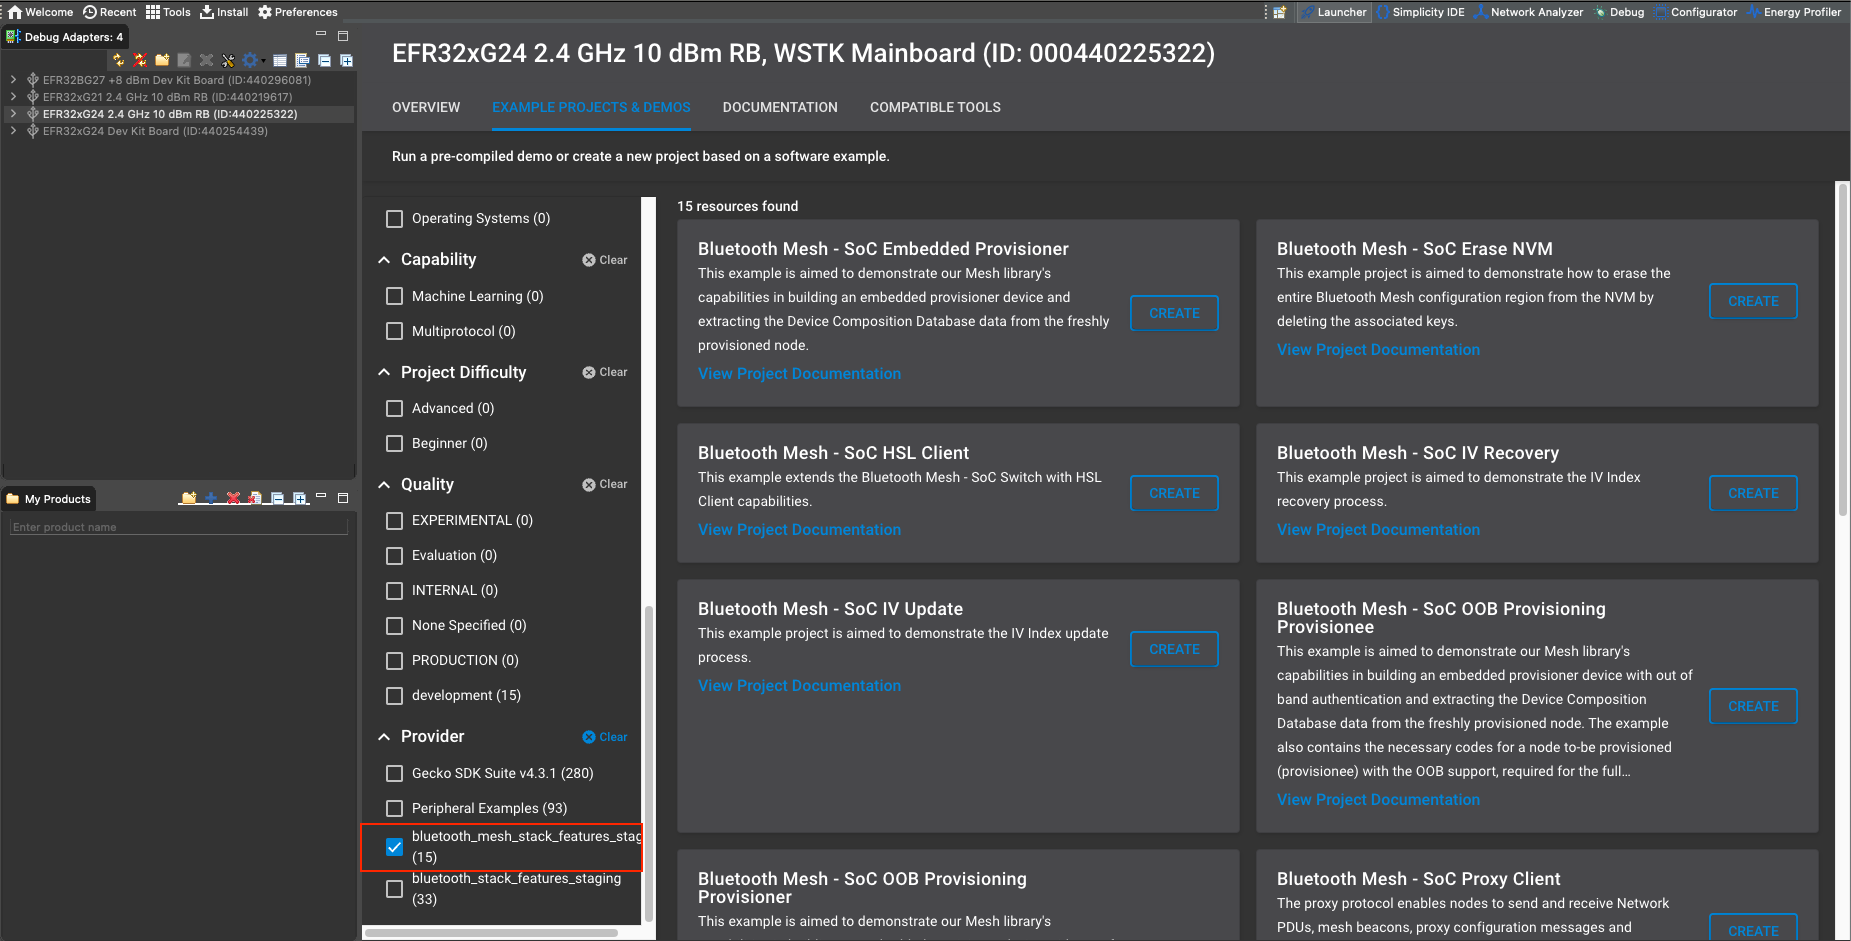 Welcome Recent Tools Install Preferences
Launcher Simplicity IDE Network Analyzer Debug Configurator Energy Profiler
Debug Adapters: 4
EFR32BG27 +8 dBm Dev Kit Board (ID:440296081)
EFR32xG21 2.4 GHz 10 dBm RB (ID:440219617)
EFR32xG24 2.4 GHz 10 dBm RB (ID:440225322)
EFR32xG24 Dev Kit Board (ID:440254439)
My Products
Enter product name
EFR32xG24 2.4 GHz 10 dBm RB, WSTK Mainboard (ID: 000440225322)
OVERVIEW EXAMPLE PROJECTS & DEMOS DOCUMENTATION COMPATIBLE TOOLS
Run a pre-compiled demo or create a new project based on a software example.
Operating Systems (0)
Capability Clear
Machine Learning (0)
Multiprotocol (0)
Project Difficulty Clear
Advanced (0)
Beginner (0)
Quality Clear
EXPERIMENTAL (0)
Evaluation (0)
INTERNAL (0)
None Specified (0)
PRODUCTION (0)
development (15)
Provider Clear
Gecko SDK Suite v4.3.1 (280)
Peripheral Examples (93)
bluetooth_mesh_stack_features_stag
(15)
bluetooth_stack_features_staging
(33)
15 resources found
Bluetooth Mesh - SoC Embedded Provisioner
This example is aimed to demonstrate our Mesh library's
capabilities in building an embedded provisioner device and
extracting the Device Composition Database data from the freshly
provisioned node.
View Project Documentation
CREATE
Bluetooth Mesh - SoC Erase NVM
This example project is aimed to demonstrate how to erase the
entire Bluetooth Mesh configuration region from the NVM by
deleting the associated keys.
View Project Documentation
CREATE
Bluetooth Mesh - SoC HSL Client
This example extends the Bluetooth Mesh - SoC Switch with HSL
Client capabilities.
View Project Documentation
CREATE
Bluetooth Mesh - SoC IV Recovery
This example project is aimed to demonstrate the IV Index
recovery process.
View Project Documentation
CREATE
Bluetooth Mesh - SoC IV Update
This example project is aimed to demonstrate the IV Index update
process.
View Project Documentation
CREATE
Bluetooth Mesh - SoC OOB Provisioning
Provisionee
This example is aimed to demonstrate our Mesh library's
capabilities in building an embedded provisioner device with out of
band authentication and extracting the Device Composition
Database data from the freshly provisioned node. The example
also contains the necessary codes for a node to-be provisioned
(provisionee) with the OOB support, required for the full...
View Project Documentation
CREATE
Bluetooth Mesh - SoC OOB Provisioning
Provisioner
This example is aimed to demonstrate our Mesh library's
Bluetooth Mesh - SoC Proxy Client
The proxy protocol enables nodes to send and receive Network
PDUs, mesh beacons, proxy configuration messages and
CREATE